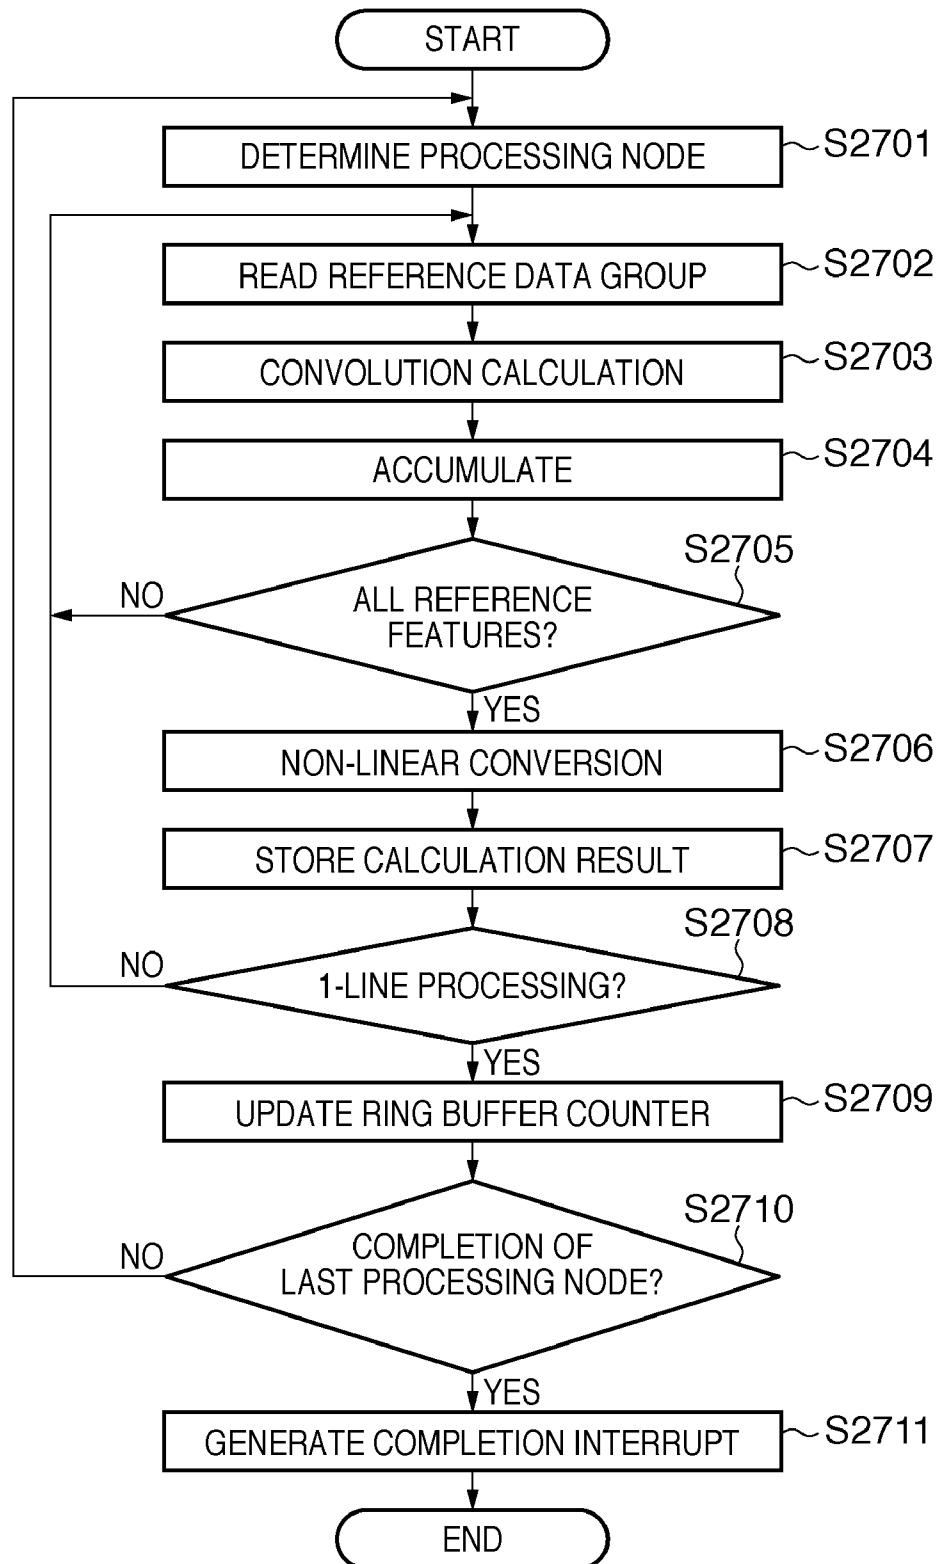 START
DETERMINE PROCESSING NODE
S2701
READ REFERENCE DATA GROUP
S2702
CONVOLUTION CALCULATION
S2703
ACCUMULATE
S2704
S2705
NO
ALL REFERENCE
FEATURES?
YES
NON-LINEAR CONVERSION
S2706
STORE CALCULATION RESULT
S2707
S2708
NO
1-LINE PROCESSING?
YES
UPDATE RING BUFFER COUNTER
S2709
S2710
NO
COMPLETION OF
LAST PROCESSING NODE?
YES
GENERATE COMPLETION INTERRUPT
S2711
END